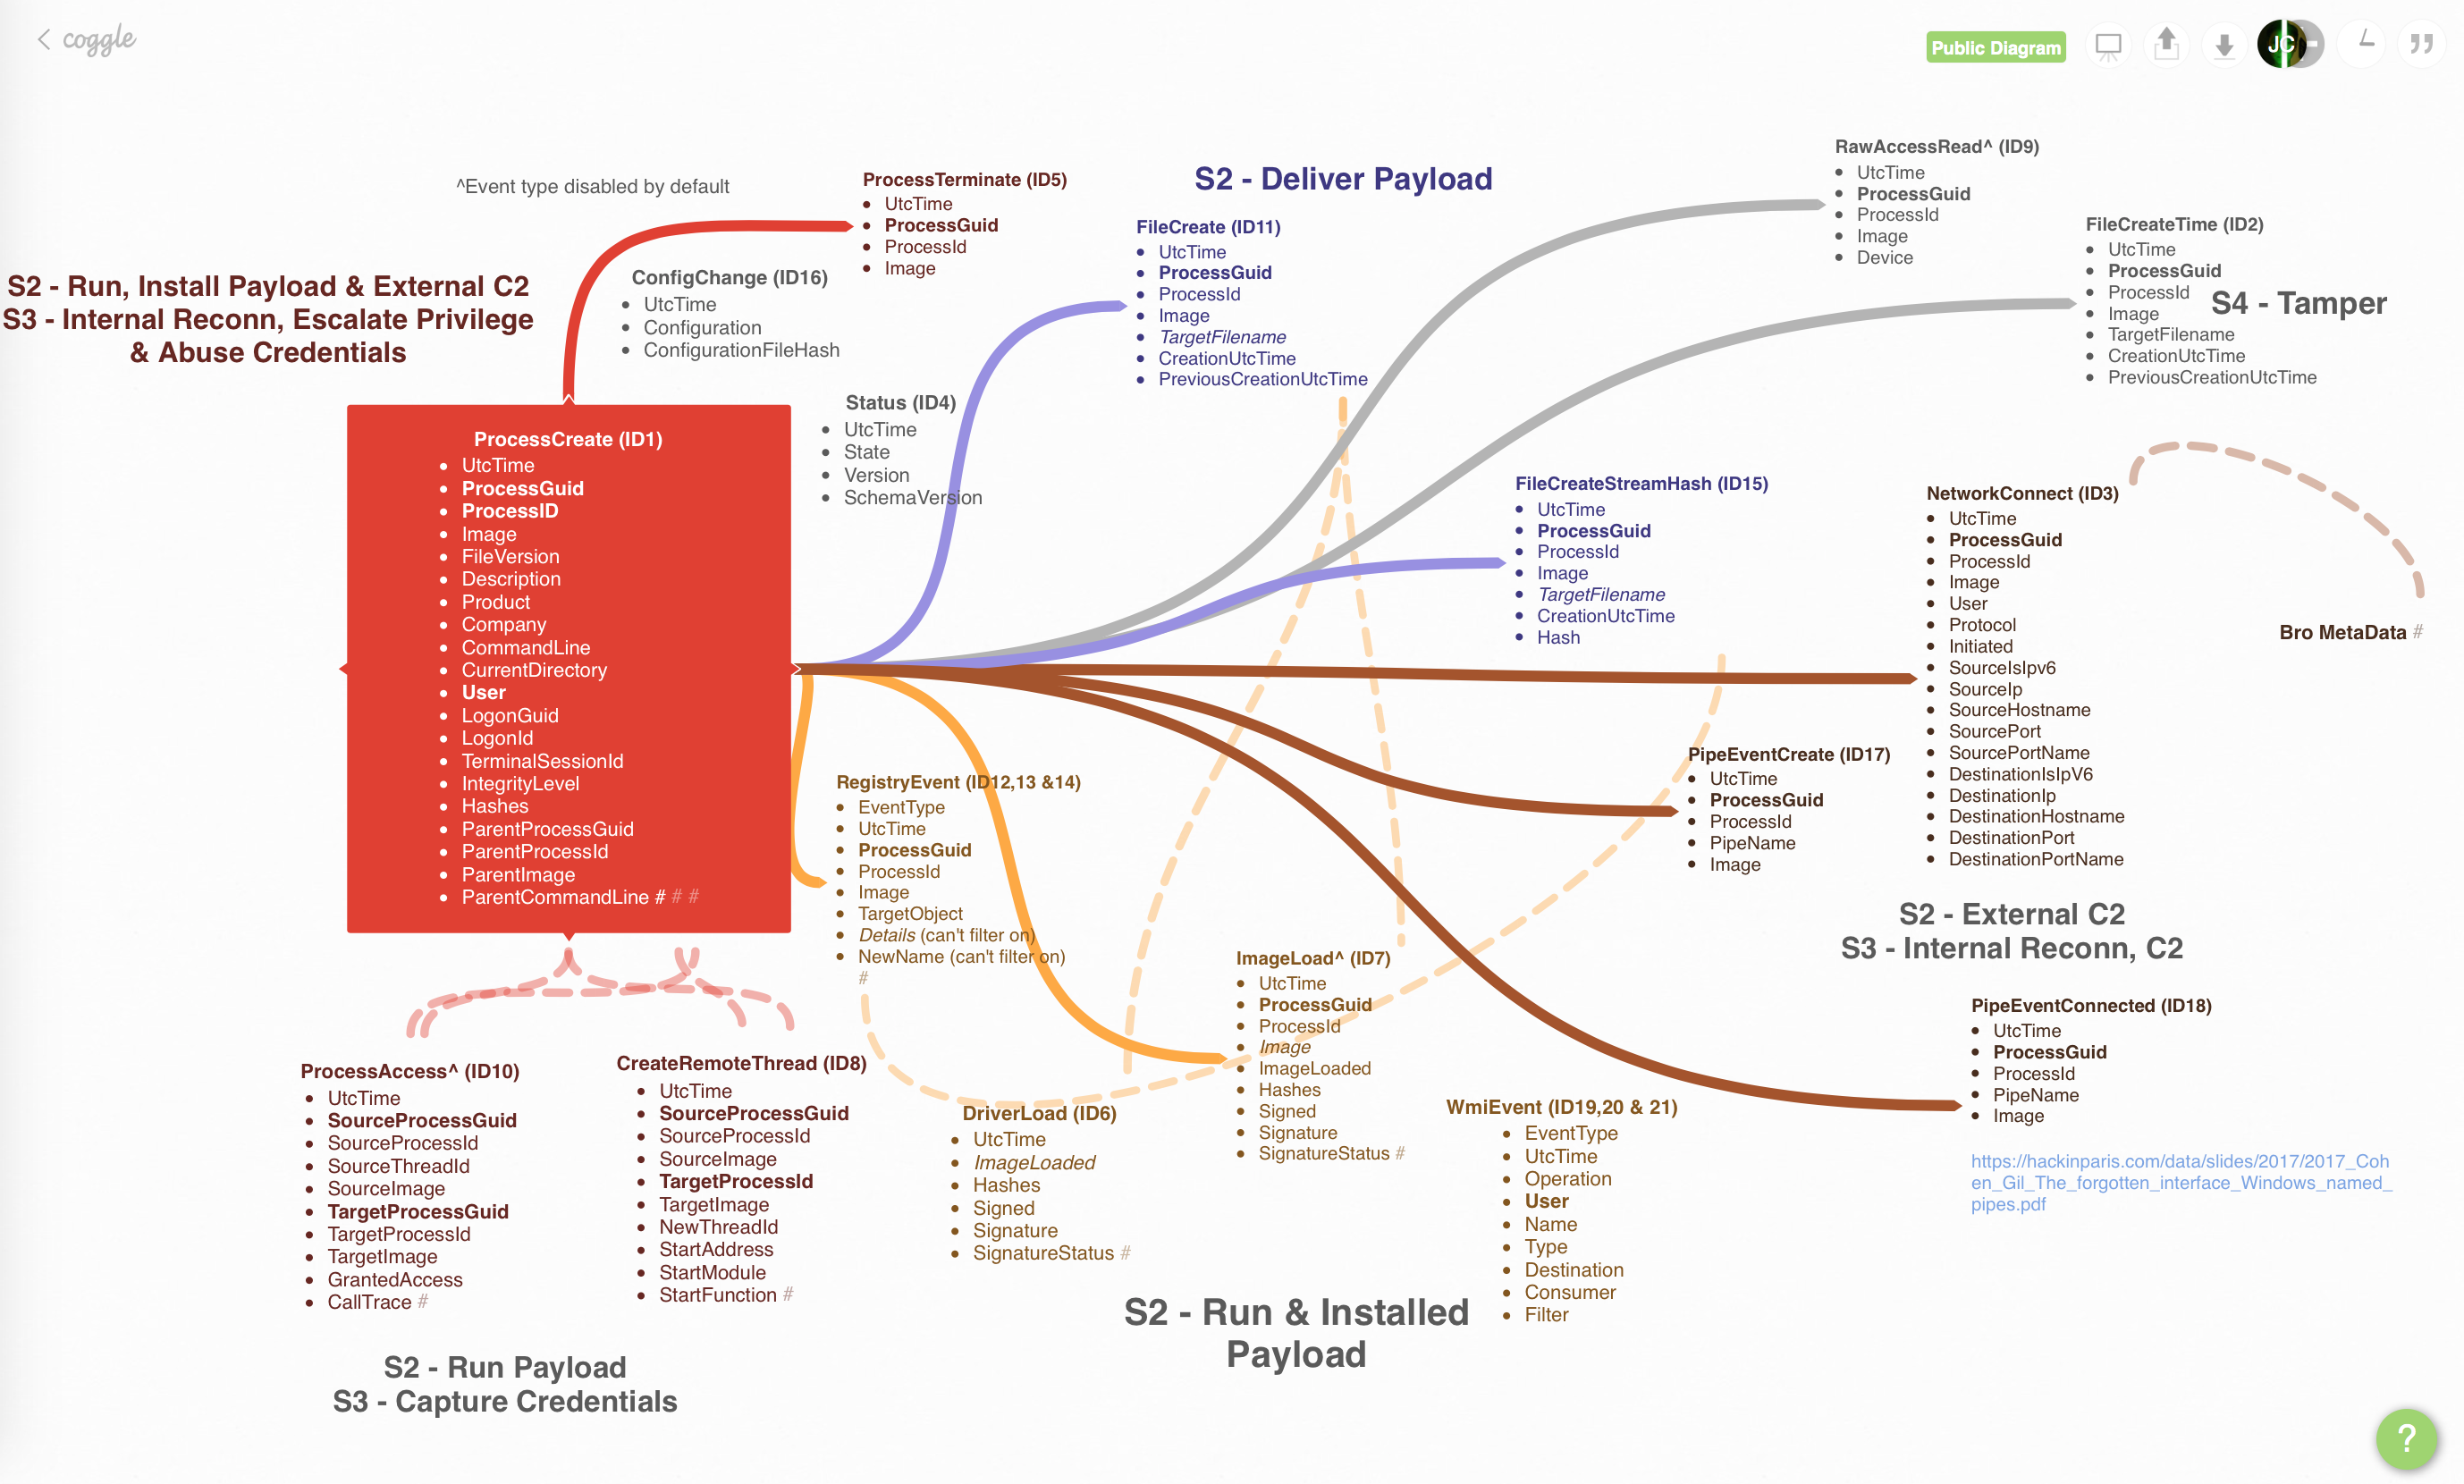 coggle
Public Diagram
JC
^Event type disabled by default
S2 - Run, Install Payload & External C2
S3 - Internal Reconn, Escalate Privilege
& Abuse Credentials
ProcessTerminate (ID5)
UtcTime
ProcessGuid
ProcessId
Image
ConfigChange (ID16)
UtcTime
Configuration
ConfigurationFileHash
Status (ID4)
UtcTime
State
Version
SchemaVersion
S2 - Deliver Payload
FileCreate (ID11)
UtcTime
ProcessGuid
ProcessId
Image
TargetFilename
CreationUtcTime
PreviousCreationUtcTime
RawAccessRead^ (ID9)
UtcTime
ProcessGuid
ProcessId
Image
Device
FileCreateTime (ID2)
UtcTime
ProcessGuid
ProcessId
Image
TargetFilename
CreationUtcTime
PreviousCreationUtcTime
S4 - Tamper
ProcessCreate (ID1)
UtcTime
ProcessGuid
ProcessID
Image
FileVersion
Description
Product
Company
CommandLine
CurrentDirectory
User
LogonGuid
LogonId
TerminalSessionId
IntegrityLevel
Hashes
ParentProcessGuid
ParentProcessId
ParentImage
ParentCommandLine # # #
FileCreateStreamHash (ID15)
UtcTime
ProcessGuid
ProcessId
Image
TargetFilename
CreationUtcTime
Hash
NetworkConnect (ID3)
UtcTime
ProcessGuid
ProcessId
Image
User
Protocol
Initiated
SourceIsIpv6
SourceIp
SourceHostname
SourcePort
SourcePortName
DestinationIsIpV6
DestinationIp
DestinationHostname
DestinationPort
DestinationPortName
Bro MetaData #
PipeEventCreate (ID17)
UtcTime
ProcessGuid
ProcessId
PipeName
Image
S2 - External C2
S3 - Internal Reconn, C2
RegistryEvent (ID12,13 &14)
EventType
UtcTime
ProcessGuid
ProcessId
Image
TargetObject
Details (can't filter on)
NewName (can't filter on)
#
ImageLoad^ (ID7)
UtcTime
ProcessGuid
ProcessId
Image
ImageLoaded
Hashes
Signed
Signature
SignatureStatus #
PipeEventConnected (ID18)
UtcTime
ProcessGuid
ProcessId
PipeName
Image
https://hackinparis.com/data/slides/2017/2017_Coh
en_Gil_The_forgotten_interface_Windows_named_
pipes.pdf
ProcessAccess^ (ID10)
UtcTime
SourceProcessGuid
SourceProcessId
SourceThreadId
SourceImage
TargetProcessGuid
TargetProcessId
TargetImage
GrantedAccess
CallTrace #
CreateRemoteThread (ID8)
UtcTime
SourceProcessGuid
SourceProcessId
SourceImage
TargetProcessId
TargetImage
NewThreadId
StartAddress
StartModule
StartFunction #
DriverLoad (ID6)
UtcTime
ImageLoaded
Hashes
Signed
Signature
SignatureStatus #
WmiEvent (ID19,20 & 21)
EventType
UtcTime
Operation
User
Name
Type
Destination
Consumer
Filter
S2 - Run & Installed
Payload
S2 - Run Payload
S3 - Capture Credentials
?